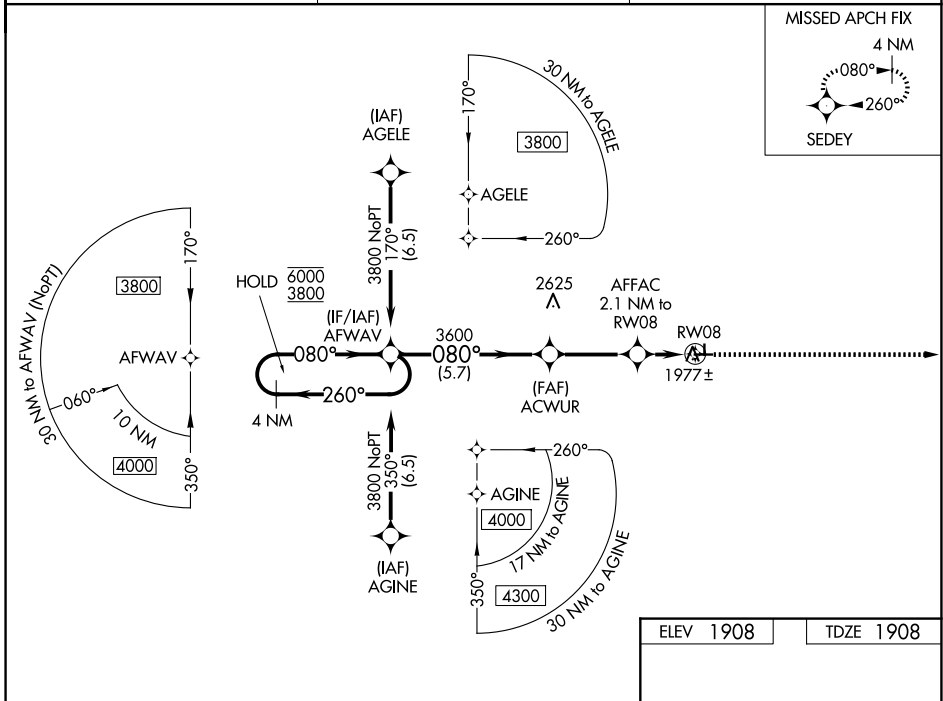 MISSED APCH FIX
4 NM
080°
260°
SEDEY
30 NM to AGELE
170°
3800
AGELE
260°
(IAF)
AGELE
3800 NoPT
170°
(6.5)
30 NM to AFWAV (NoPT)
170°
3800
AFWAV
060°
10 NM
4000
350°
HOLD
6000
3800
(IF/IAF)
AFWAV
080°
260°
4 NM
3600
080°
(5.7)
2625
(FAF)
ACWUR
AFFAC
2.1 NM to
RW08
RW08
1977±
3800 NoPT
350°
(6.5)
(IAF)
AGINE
260°
AGINE
4000
17 NM to AGINE
350°
4300
30 NM to AGINE
ELEV 1908
TDZE 1908